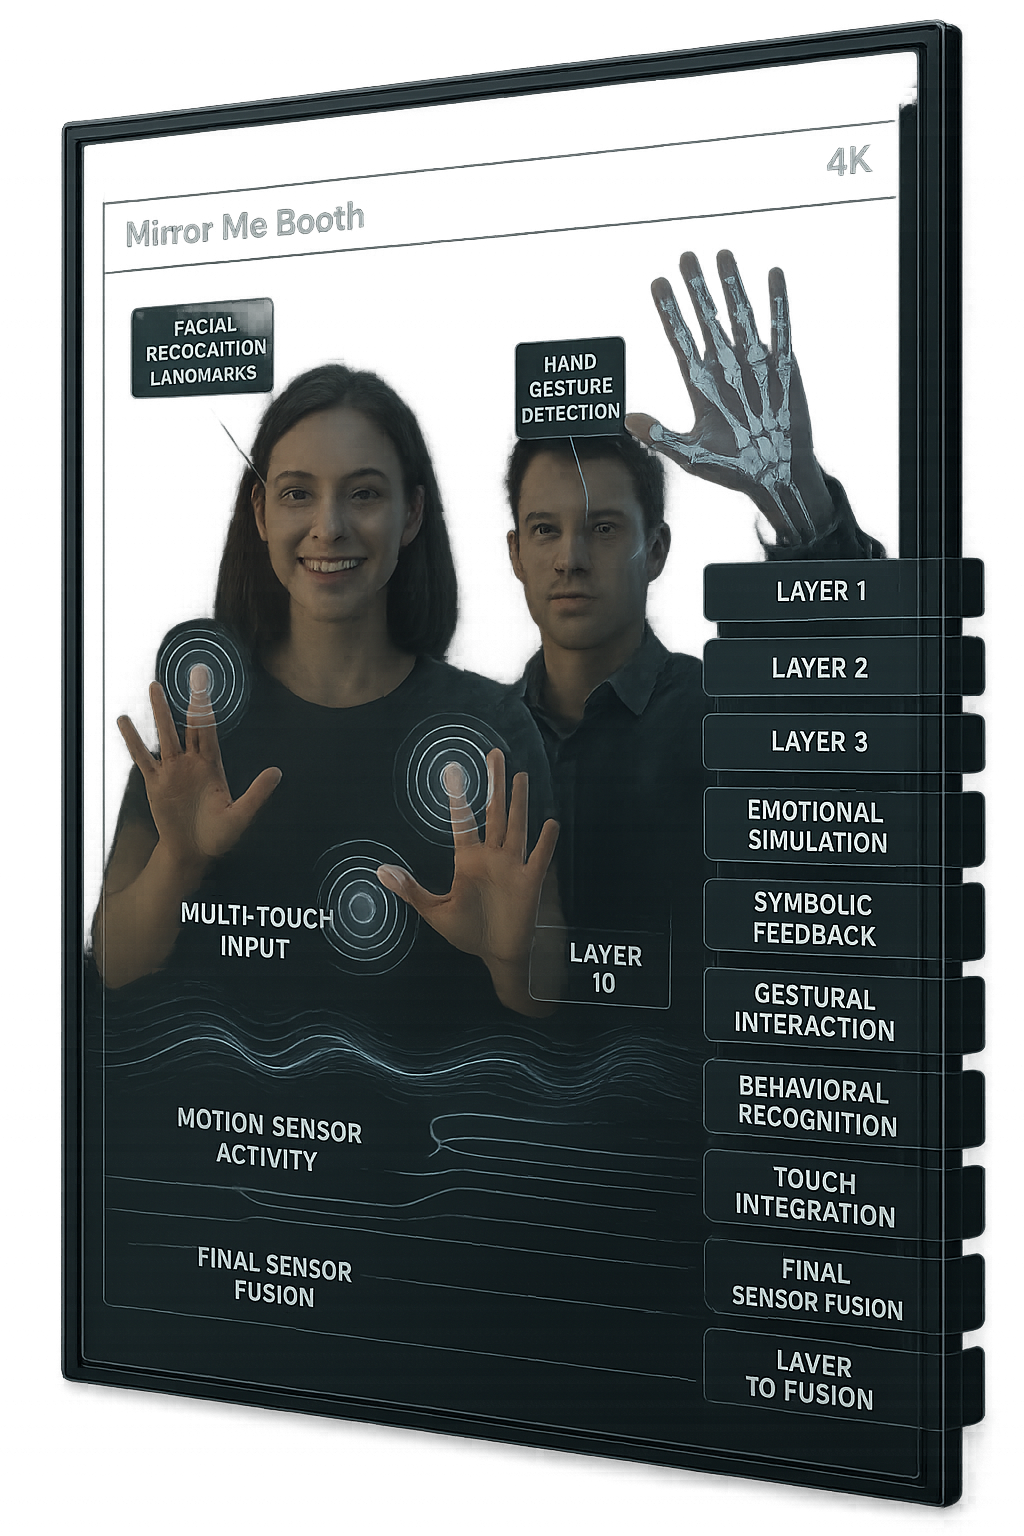 4K
Mirror Me Booth
FACIAL
RECOCAITION
LANOMARKS
HAND
GESTURE
DETECTION
LAYER 1
LAYER 2
LAYER 3
EMOTIONAL
SIMULATION
SYMBOLIC
FEEDBACK
MULTI-TOUCH
INPUT
LAYER
10
GESTURAL
INTERACTION
BEHAVIORAL
RECOGNITION
MOTION SENSOR
ACTIVITY
TOUCH
INTEGRATION
FINAL SENSOR
FUSION
FINAL
SENSOR FUSION
LAVER
TO FUSION